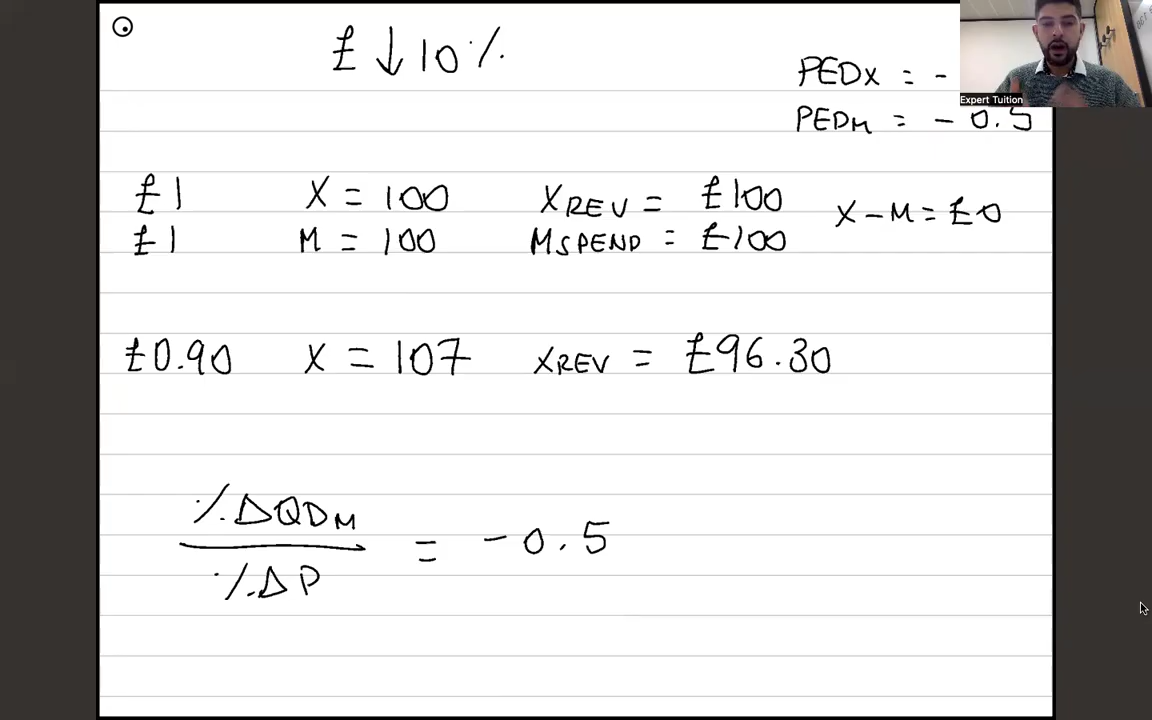 £ ↓ 10%
PEDX = -
Expert Tuition
PEDM = - 0.5
£1 X = 100 XREV = £100 X - M = £0
£1 M = 100 MSPEND = £100
£0.90 X = 107 XREV = £96.30
%ΔQDM
%ΔP
= - 0.5